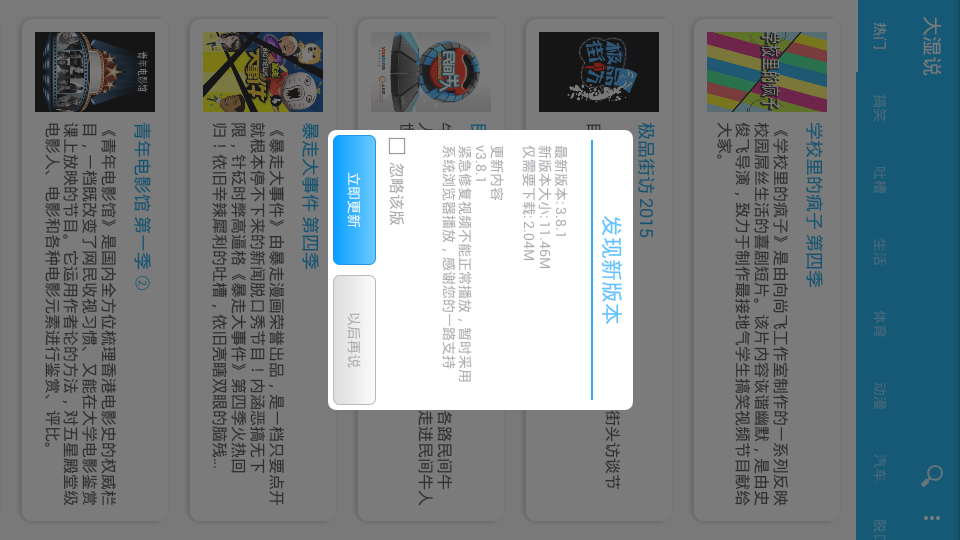 大湿说
热门
搞笑
吐槽
生活
体育
动漫
汽车
学校里的疯子
学校里的疯子 第四季
《学校里的疯子》是由向尚飞工作室制作的一系列反映
校园屌丝生活的喜剧短片。该片内容诙谐幽默，是由史
俊飞导演，致力于制作最接地气学生搞笑视频节目献给
大家。
极品
街坊
极品街访 2015
街头访谈节
发现新版本
最新版本:3.8.1
新版本大小:11.46M
仅需要下载:2.04M
更新内容
v3.8.1
紧急修复视频不能正常播放，暂时采用
系统浏览器播放，感谢您的一路支持
忽略该版
立即更新
以后再说
各路民间牛
走进民间牛人
暴走大事件 第四季
《暴走大事件》由暴走漫画荣誉出品，是一档只要点开
就根本停不下来的新闻脱口秀节目！内涵恶搞无下
限，针砭时弊高逼格《暴走大事件》第四季火热回
归！依旧辛辣犀利的吐槽，依旧亮瞎双眼的脑残...
青年电影馆
青年电影馆 第一季 ②
《青年电影馆》是国内全方位梳理香港电影史的权威栏
目，一档既改变了网民收视习惯、又能在大学电影鉴赏
课上放映的节目。它运用作者论的方法，对五星殿堂级
电影人、电影和各种电影元素进行鉴赏、评比。